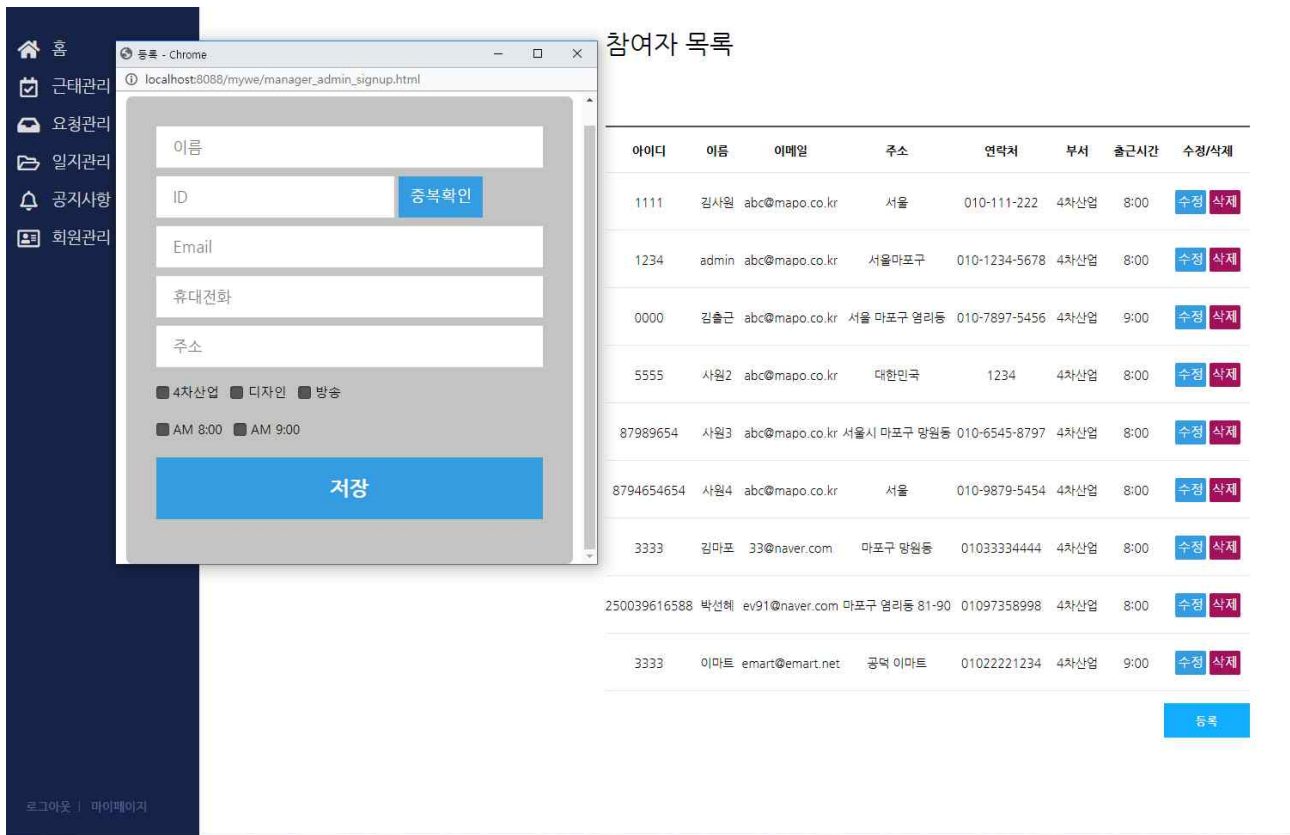 홈
근태관리
요청관리
일지관리
공지사항
회원관리
로그아웃 | 마이페이지
등록 - Chrome
localhost:8088/mywe/manager_admin_signup.html
이름
ID 중복확인
Email
휴대전화
주소
4차산업 디자인 방송
AM 8:00 AM 9:00
저장
참여자 목록
아이디 이름 이메일 주소 연락처 부서 출근시간 수정/삭제
1111 김사원 abc@mapo.co.kr 서울 010-111-222 4차산업 8:00 수정 삭제
1234 admin abc@mapo.co.kr 서울마포구 010-1234-5678 4차산업 8:00 수정 삭제
0000 김출근 abc@mapo.co.kr 서울 마포구 염리동 010-7897-5456 4차산업 9:00 수정 삭제
5555 사원2 abc@mapo.co.kr 대한민국 1234 4차산업 8:00 수정 삭제
87989654 사원3 abc@mapo.co.kr 서울시 마포구 망원동 010-6545-8797 4차산업 8:00 수정 삭제
8794654654 사원4 abc@mapo.co.kr 서울 010-9879-5454 4차산업 8:00 수정 삭제
3333 김마포 33@naver.com 마포구 망원동 01033334444 4차산업 8:00 수정 삭제
250039616588 박선혜 ev91@naver.com 마포구 염리동 81-90 01097358998 4차산업 8:00 수정 삭제
3333 이마트 emart@emart.net 공덕 이마트 01022221234 4차산업 9:00 수정 삭제
등록